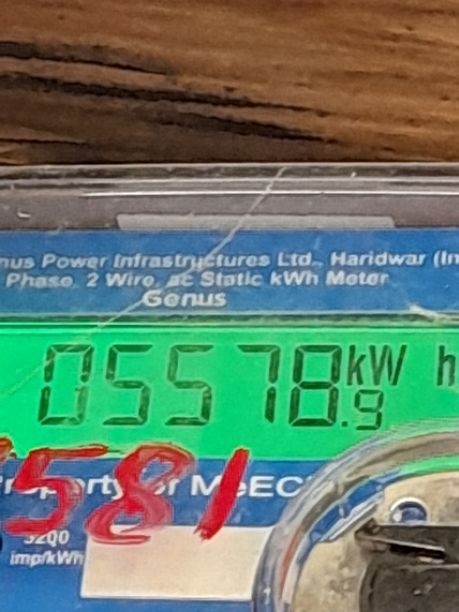 nus Power Infrastructures Ltd., Haridwar (In
Phase 2 Wire, ac Static kWh Meter
Genus
05578.9 kWh
581
Property of MeEC
3200
imp/kWh